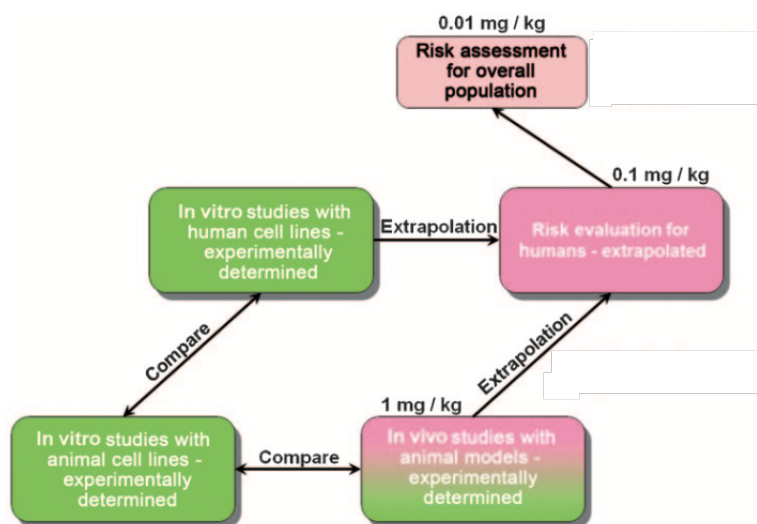 0.01 mg / kg
Risk assessment
for overall
population
0.1 mg / kg
In vitro studies with
human cell lines -
experimentally
determined
Extrapolation
Risk evaluation for
humans - extrapolated
Compare
Extrapolation
1 mg / kg
In vitro studies with
animal cell lines -
experimentally
determined
Compare
In vivo studies with
animal models -
experimentally
determined